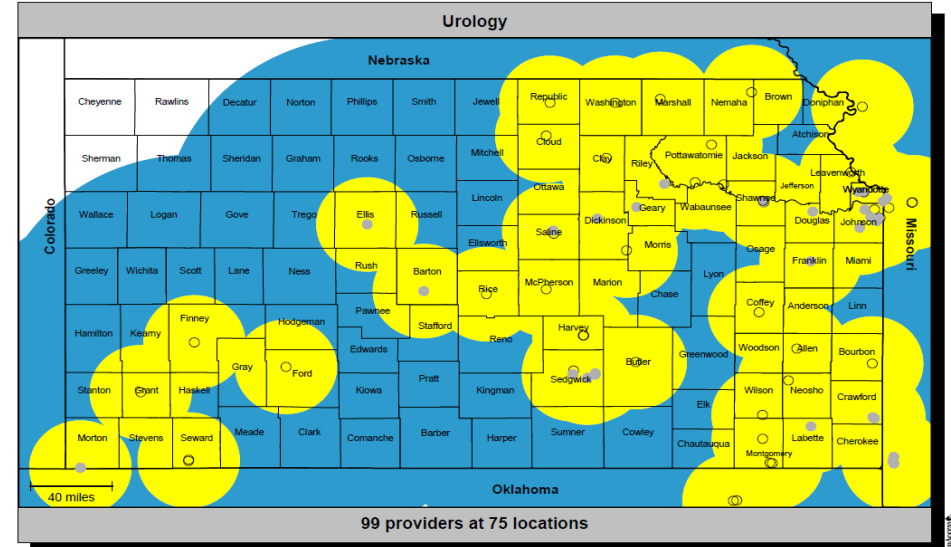 Urology
Nebraska
Cheyenne Rawlins Decatur Norton Phillips Smith Jewell Republic Washington Marshall Nemaha Brown Doniphan
Atchison
Sherman Thomas Sheridan Graham Rooks Osborne Mitchell Cloud Clay Riley Pottawatomie Jackson
Leavenworth
Jefferson Wyandotte
Ottawa
Lincoln
Wallace Logan Gove Trego Ellis Russell Dickinson Geary Wabaunsee Shawnee Douglas Johnson
Colorado
Missouri
Saline
Ellsworth Morris Osage
Greeley Wichita Scott Lane Ness Rush Barton Rice McPherson Marion Lyon Franklin Miami
Chase
Coffey Anderson Linn
Pawnee
Hamilton Kearny Finney Hodgeman Stafford Reno Harvey
Edwards
Gray Ford Butler Greenwood Woodson Allen Bourbon
Sedgwick
Stanton Grant Haskell Kiowa Pratt Kingman Wilson Neosho Crawford
Elk
Morton Stevens Seward Meade Clark Comanche Barber Harper Sumner Cowley Chautauqua Labette Cherokee
Montgomery
Oklahoma
40 miles
99 providers at 75 locations